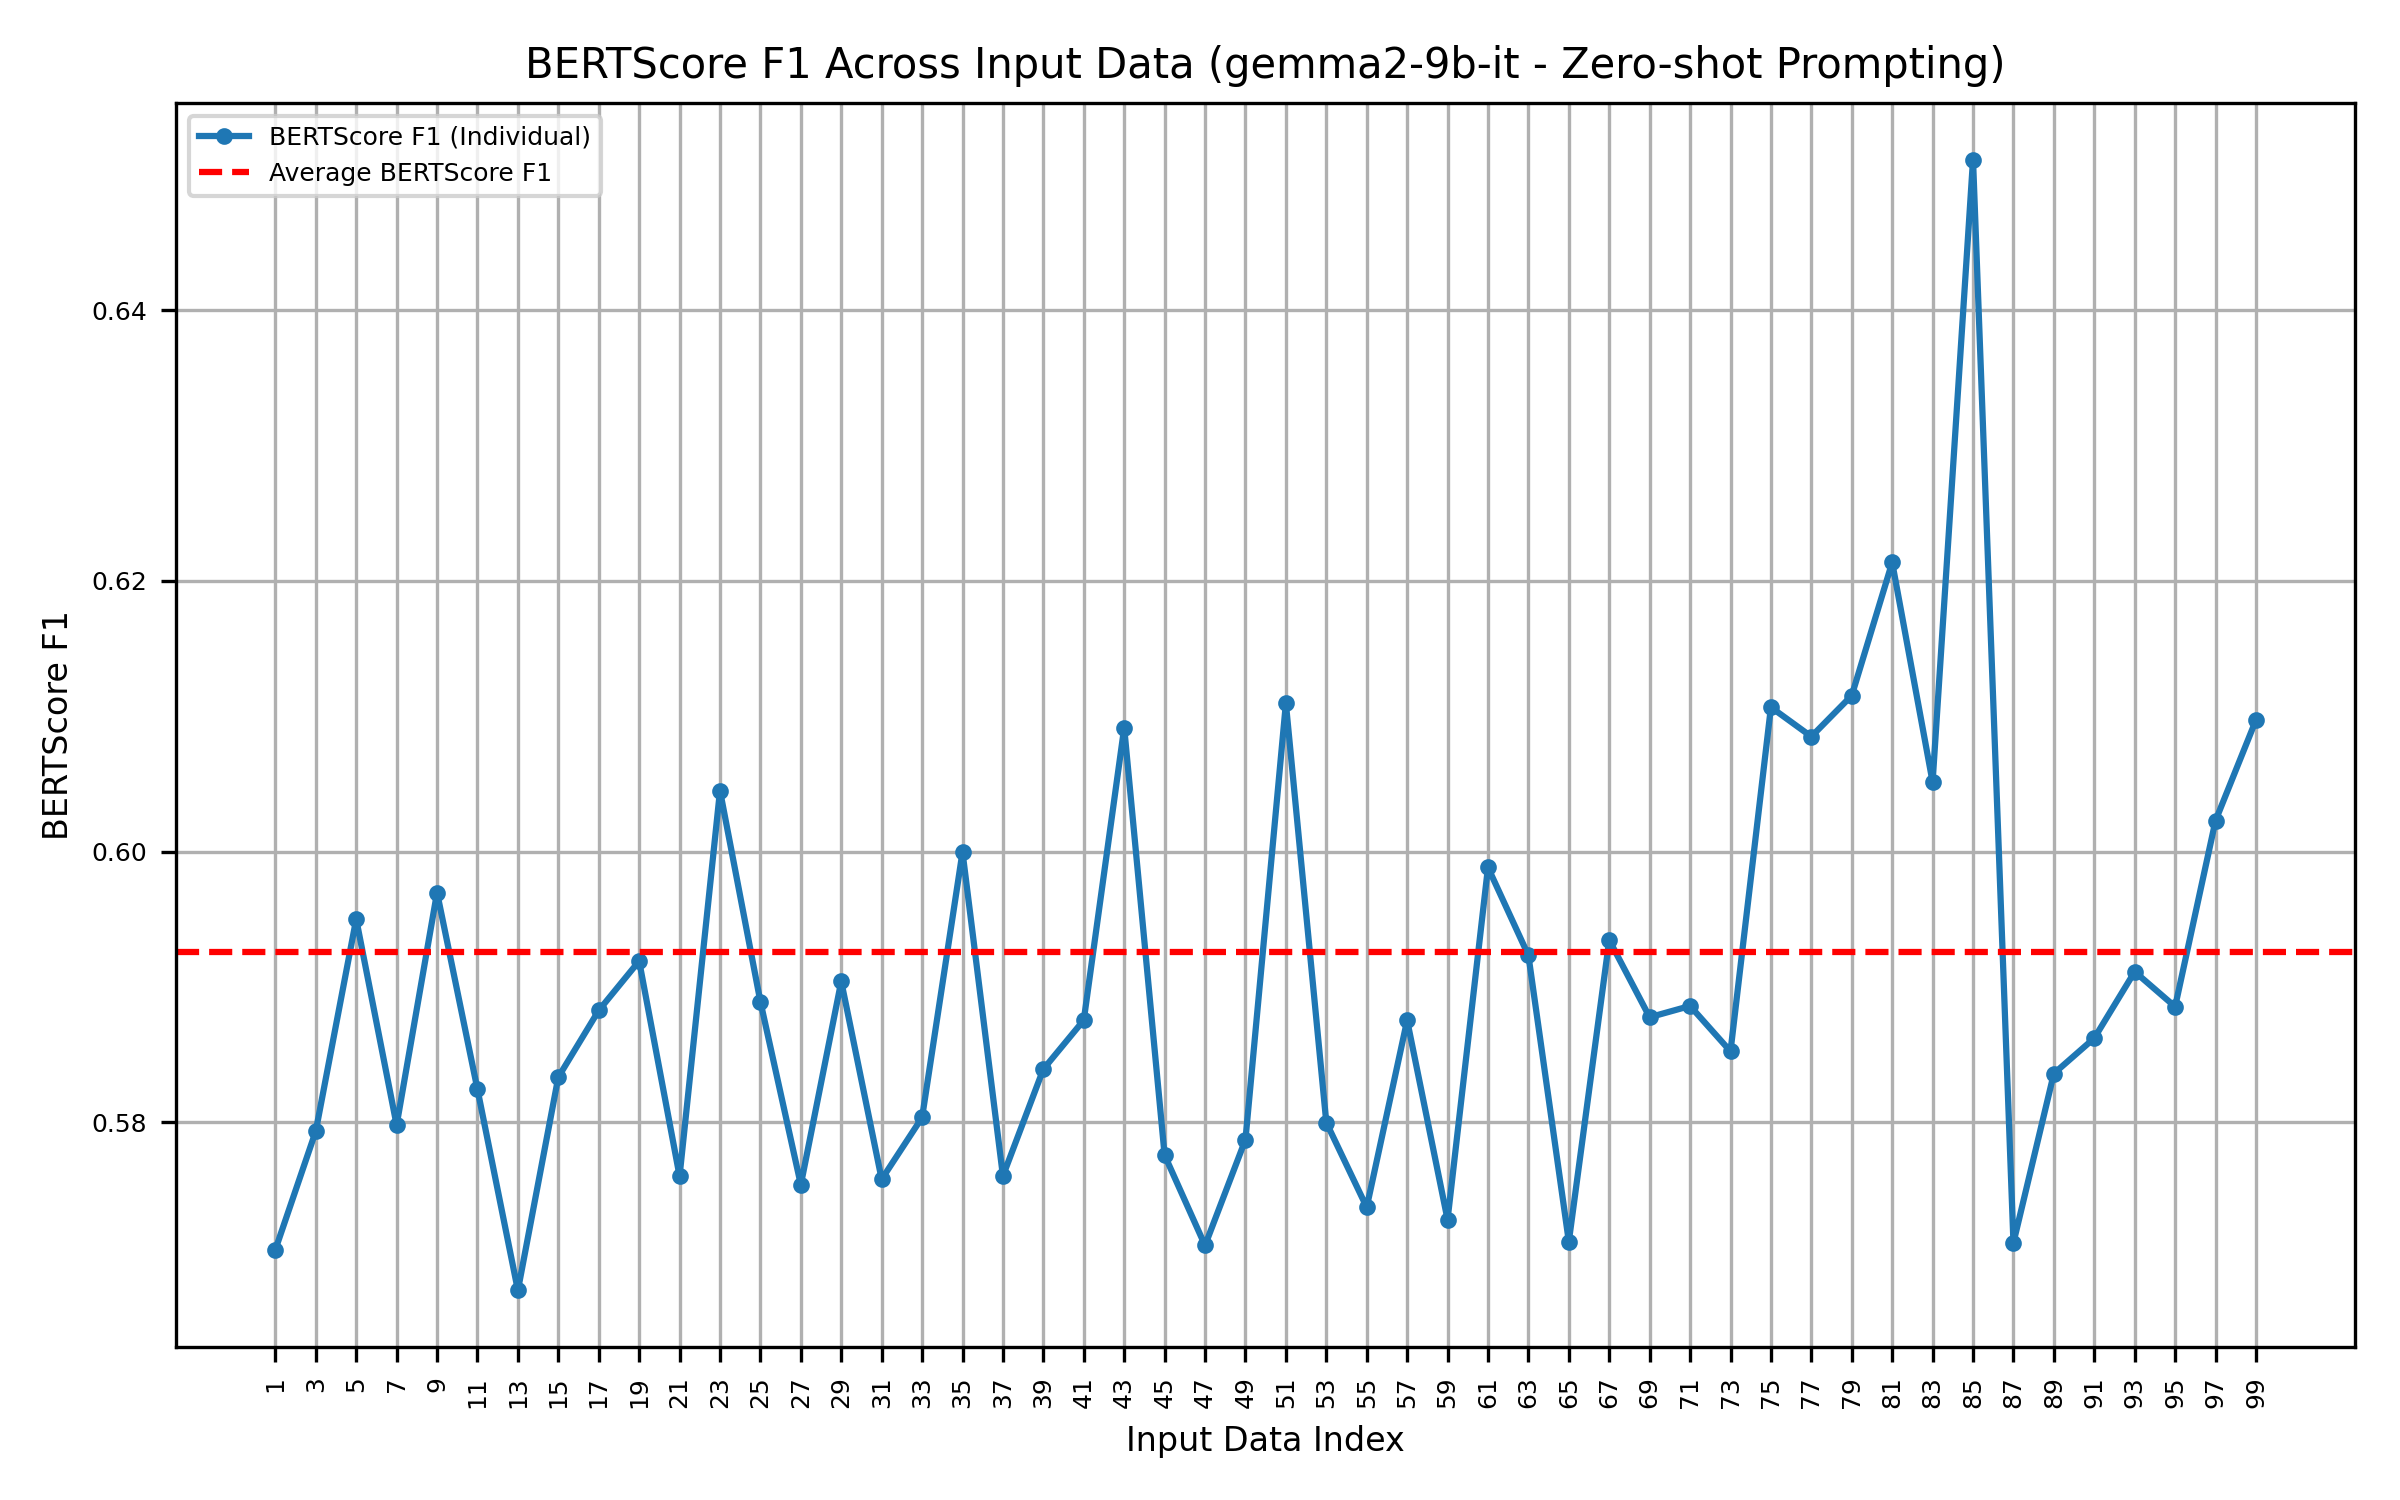 BERTScore F1 Across Input Data (gemma2-9b-it - Zero-shot Prompting)
BERTScore F1 (Individual)
Average BERTScore F1
BERTScore F1
0.64
0.62
0.60
0.58
1 3 5 7 9 11 13 15 17 19 21 23 25 27 29 31 33 35 37 39 41 43 45 47 49 51 53 55 57 59 61 63 65 67 69 71 73 75 77 79 81 83 85 87 89 91 93 95 97 99
Input Data Index